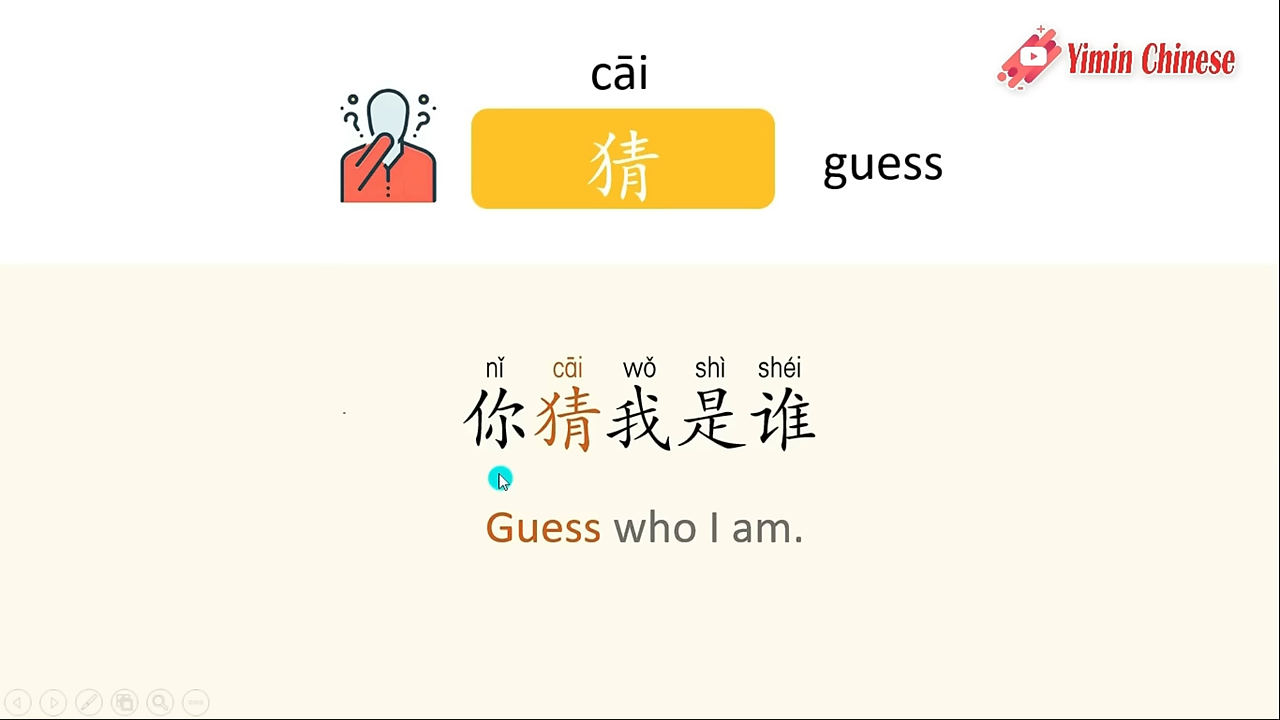 cāi
Yimin Chinese
猜
guess
nǐ cāi wǒ shì shéi
你猜我是谁
Guess who I am.